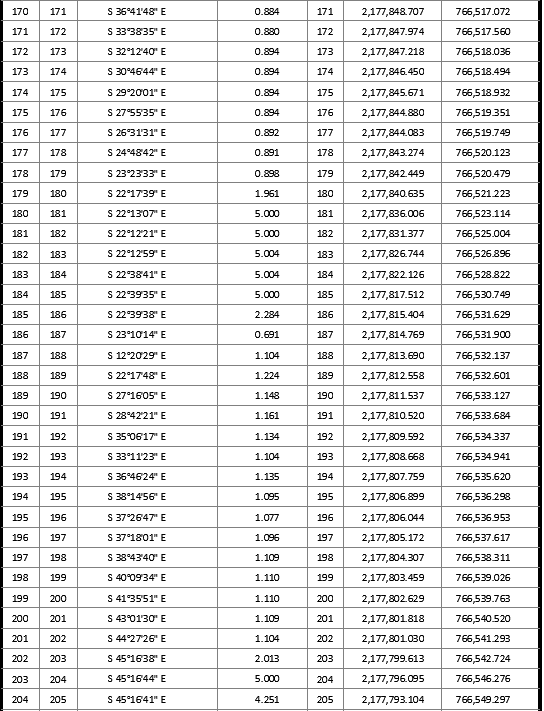 170 171 S 36°41'48" E 0.884 171 2,177,848.707 766,517.072
171 172 S 33°38'35" E 0.880 172 2,177,847.974 766,517.560
172 173 S 32°12'40" E 0.894 173 2,177,847.218 766,518.036
173 174 S 30°46'44" E 0.894 174 2,177,846.450 766,518.494
174 175 S 29°20'01" E 0.894 175 2,177,845.671 766,518.932
175 176 S 27°55'35" E 0.894 176 2,177,844.880 766,519.351
176 177 S 26°31'31" E 0.892 177 2,177,844.083 766,519.749
177 178 S 24°48'42" E 0.891 178 2,177,843.274 766,520.123
178 179 S 23°23'33" E 0.898 179 2,177,842.449 766,520.479
179 180 S 22°17'39" E 1.961 180 2,177,840.635 766,521.223
180 181 S 22°13'07" E 5.000 181 2,177,836.006 766,523.114
181 182 S 22°12'21" E 5.000 182 2,177,831.377 766,525.004
182 183 S 22°12'59" E 5.004 183 2,177,826.744 766,526.896
183 184 S 22°38'41" E 5.004 184 2,177,822.126 766,528.822
184 185 S 22°39'35" E 5.000 185 2,177,817.512 766,530.749
185 186 S 22°39'38" E 2.284 186 2,177,815.404 766,531.629
186 187 S 23°10'14" E 0.691 187 2,177,814.769 766,531.900
187 188 S 12°20'29" E 1.104 188 2,177,813.690 766,532.137
188 189 S 22°17'48" E 1.224 189 2,177,812.558 766,532.601
189 190 S 27°16'05" E 1.148 190 2,177,811.537 766,533.127
190 191 S 28°42'21" E 1.161 191 2,177,810.520 766,533.684
191 192 S 35°06'17" E 1.134 192 2,177,809.592 766,534.337
192 193 S 33°11'23" E 1.104 193 2,177,808.668 766,534.941
193 194 S 36°46'24" E 1.135 194 2,177,807.759 766,535.620
194 195 S 38°14'56" E 1.095 195 2,177,806.899 766,536.298
195 196 S 37°26'47" E 1.077 196 2,177,806.044 766,536.953
196 197 S 37°18'01" E 1.096 197 2,177,805.172 766,537.617
197 198 S 38°43'40" E 1.109 198 2,177,804.307 766,538.311
198 199 S 40°09'34" E 1.110 199 2,177,803.459 766,539.026
199 200 S 41°35'51" E 1.110 200 2,177,802.629 766,539.763
200 201 S 43°01'30" E 1.109 201 2,177,801.818 766,540.520
201 202 S 44°27'26" E 1.104 202 2,177,801.030 766,541.293
202 203 S 45°16'38" E 2.013 203 2,177,799.613 766,542.724
203 204 S 45°16'44" E 5.000 204 2,177,796.095 766,546.276
204 205 S 45°16'41" E 4.251 205 2,177,793.104 766,549.297